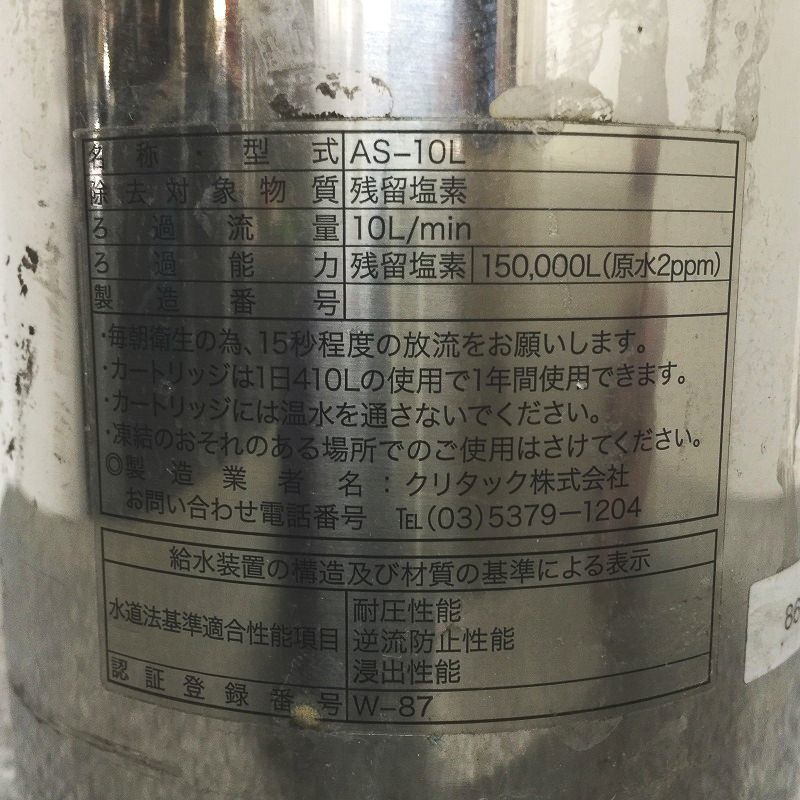 名称・型式 AS-10L
除去対象物質 残留塩素
ろ過流量 10L/min
ろ過能力 残留塩素 150,000L(原水2ppm)
製造番号
・毎朝衛生の為、15秒程度の放流をお願いします。
・カートリッジは1日410Lの使用で1年間使用できます。
・カートリッジには温水を通さないでください。
・凍結のおそれのある場所でのご使用はさけてください。
◎製造業者名：クリタック株式会社
お問い合わせ電話番号 ℡(03)5379-1204
給水装置の構造及び材質の基準による表示
水道法基準適合性能項目 耐圧性能
逆流防止性能
浸出性能
認証登録番号 W-87